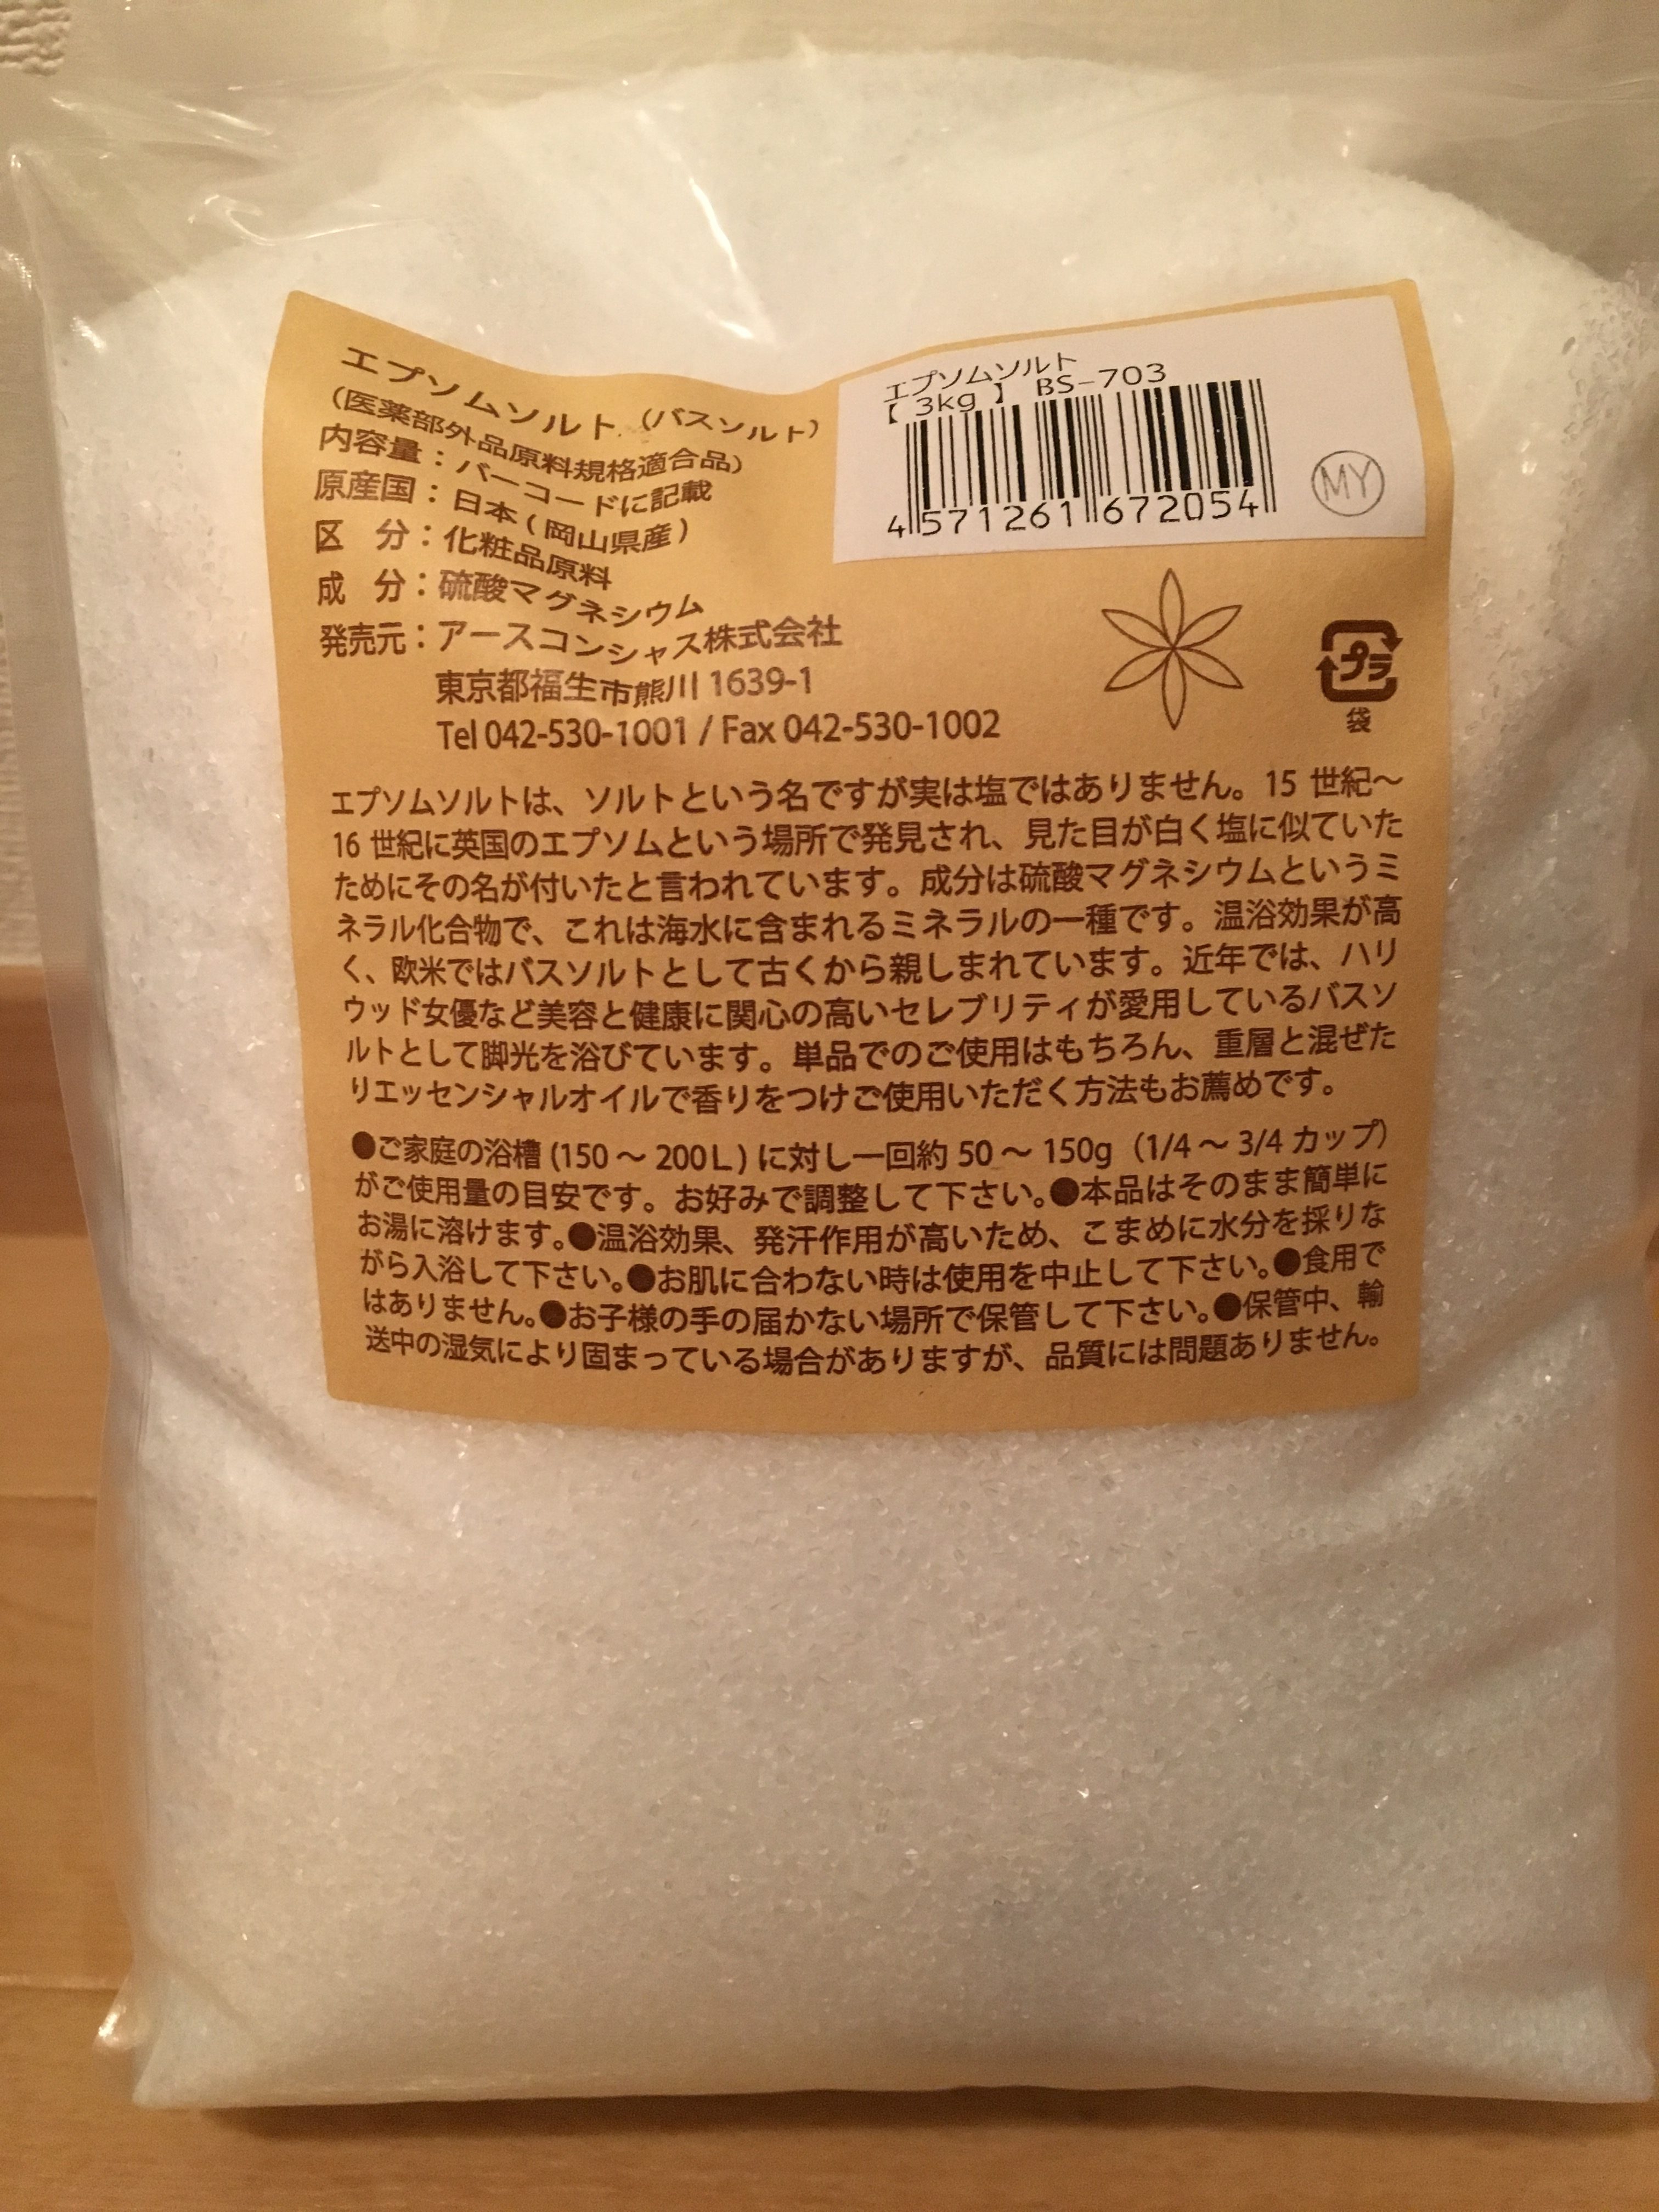 エプソムソルト(バスソルト)
(医薬部外品原料規格適合品)
内容量:バーコードに記載
原産国:日本(岡山県産)
区 分:化粧品原料
成 分:硫酸マグネシウム
発売元:アースコンシャス株式会社
東京都福生市熊川 1639-1
Tel 042-530-1001 / Fax 042-530-1002
エプソムソルト
【 3kg 】 BS-703
4571261672054
MY
プラ
袋
エプソムソルトは、ソルトという名ですが実は塩ではありません。15 世紀〜
16 世紀に英国のエプソムという場所で発見され、見た目が白く塩に似ていた
ためにその名が付いたと言われています。成分は硫酸マグネシウムというミ
ネラル化合物で、これは海水に含まれるミネラルの一種です。温浴効果が高
く、欧米ではバスソルトとして古くから親しまれています。近年では、ハリ
ウッド女優など美容と健康に関心の高いセレブリティが愛用しているバスソ
ルトとして脚光を浴びています。単品でのご使用はもちろん、重層と混ぜた
りエッセンシャルオイルで香りをつけご使用いただく方法もお薦めです。
●ご家庭の浴槽 (150 〜 200L) に対し一回約 50 〜 150g (1/4 〜 3/4 カップ)
がご使用量の目安です。お好みで調整して下さい。●本品はそのまま簡単に
お湯に溶けます。●温浴効果、発汗作用が高いため、こまめに水分を採りな
がら入浴して下さい。●お肌に合わない時は使用を中止して下さい。●食用で
はありません。●お子様の手の届かない場所で保管して下さい。●保管中、輸
送中の湿気により固まっている場合がありますが、品質には問題ありません。